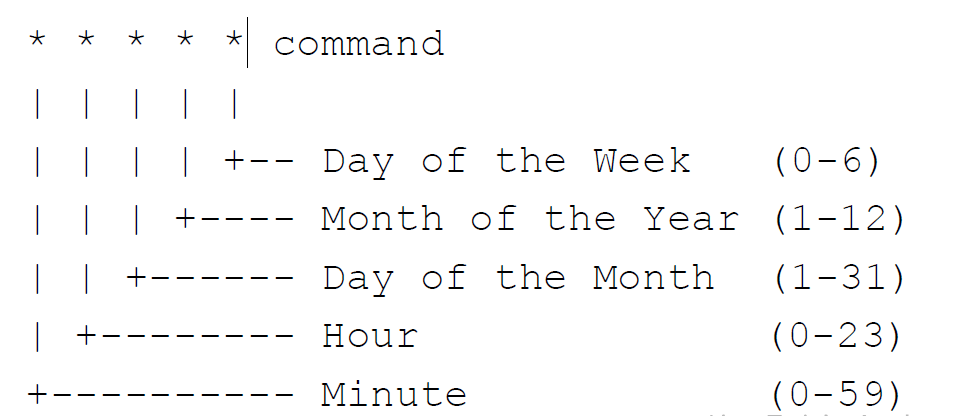 * * * * * command
| | | | |
| | | | +-- Day of the Week (0-6)
| | | +---- Month of the Year (1-12)
| | +------ Day of the Month (1-31)
| +-------- Hour (0-23)
+---------- Minute (0-59)